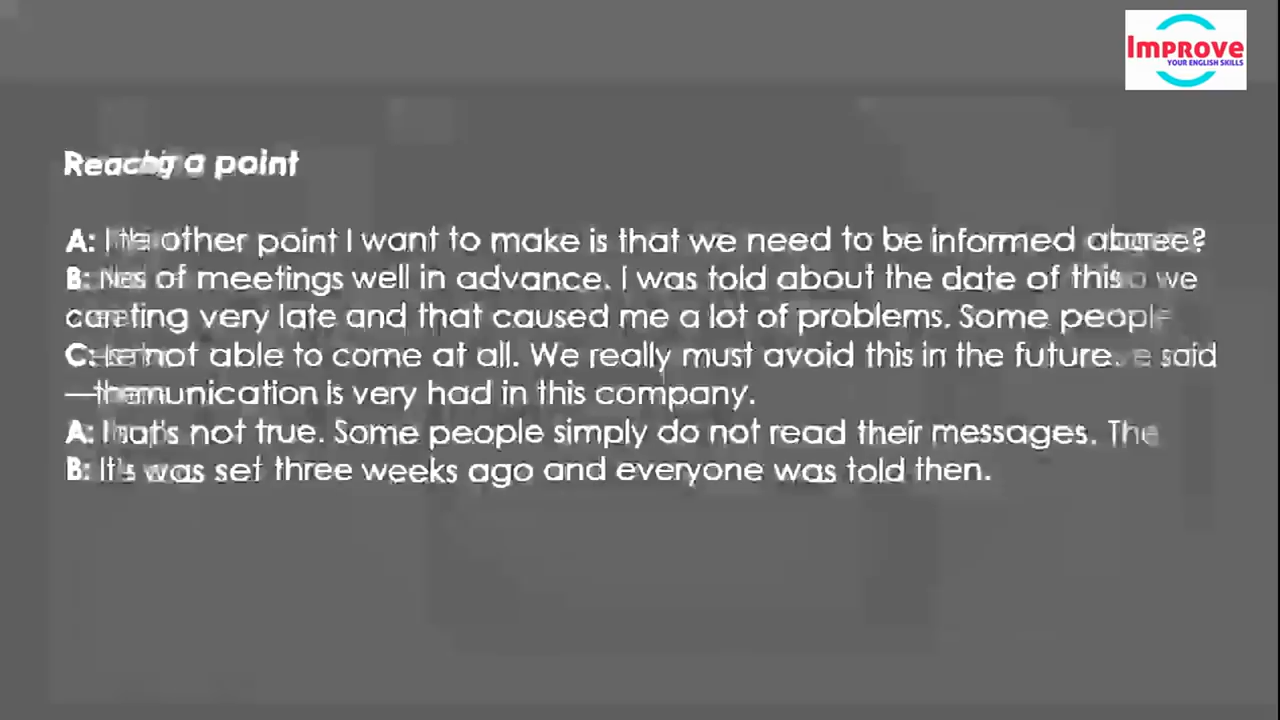 Improve
YOUR ENGLISH SKILLS
a point
A: other point I want to make is that we need to be informed
B: of meetings well in advance. I was told about the date of this we
very late and that caused me a lot of problems. Some
C: not able to come at all. We really must avoid this in the future. said
is very had in this company.
A: not true. Some people simply do not read their messages. The
B: was set three weeks ago and everyone was told then.